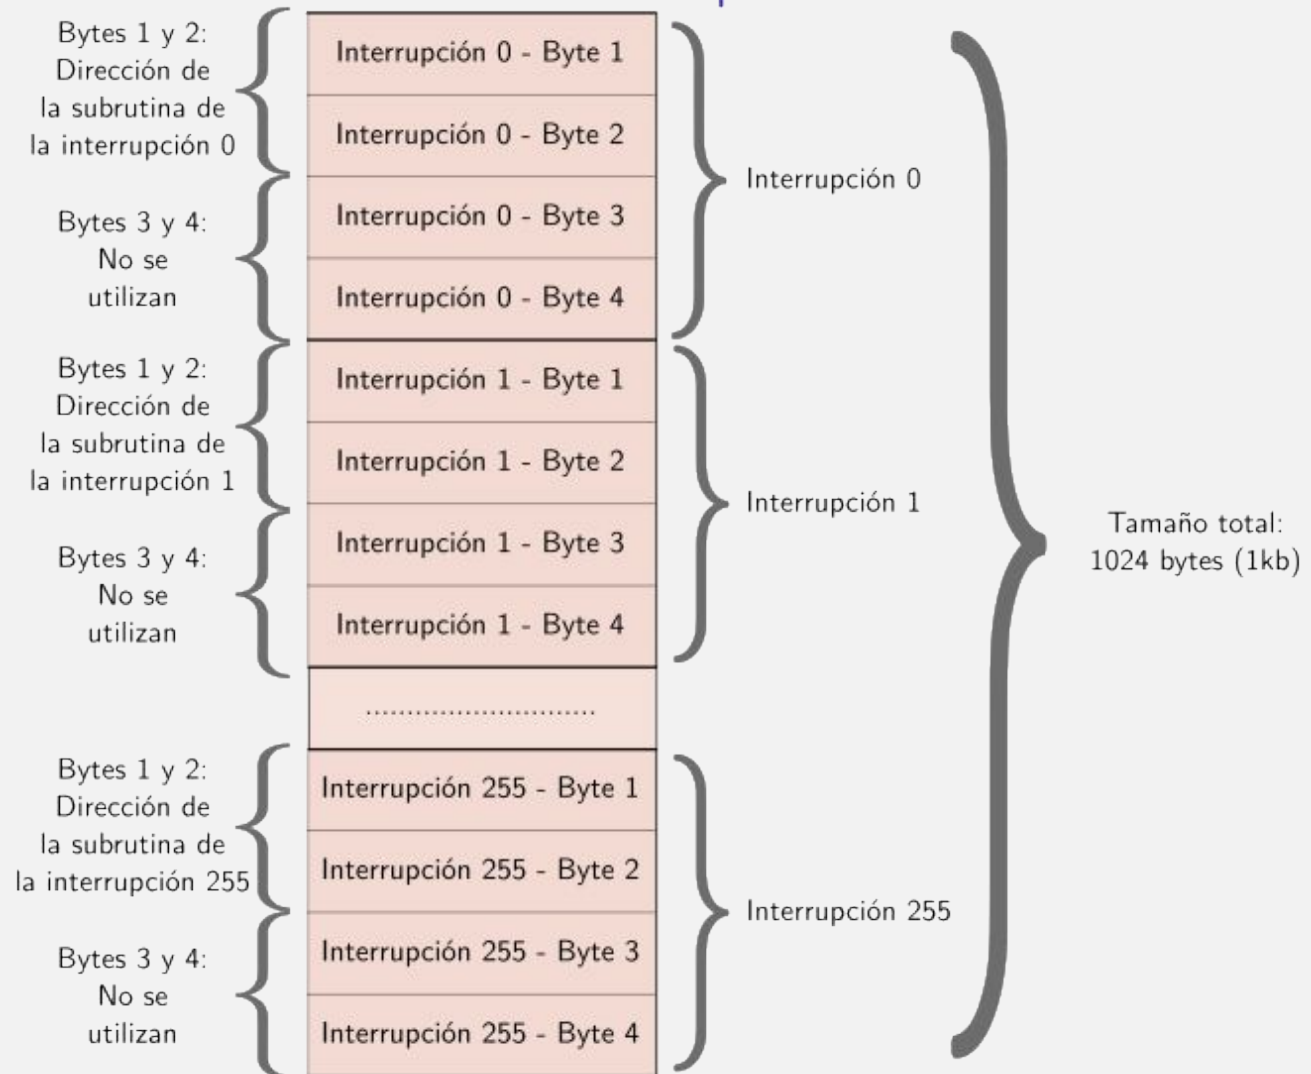 Bytes 1 y 2:
Dirección de
la subrutina de
la interrupción 0
Bytes 3 y 4:
No se
utilizan
Interrupción 0 - Byte 1
Interrupción 0 - Byte 2
Interrupción 0 - Byte 3
Interrupción 0 - Byte 4
Interrupción 0
Bytes 1 y 2:
Dirección de
la subrutina de
la interrupción 1
Bytes 3 y 4:
No se
utilizan
Interrupción 1 - Byte 1
Interrupción 1 - Byte 2
Interrupción 1 - Byte 3
Interrupción 1 - Byte 4
Interrupción 1
..............................
Bytes 1 y 2:
Dirección de
la subrutina de
la interrupción 255
Bytes 3 y 4:
No se
utilizan
Interrupción 255 - Byte 1
Interrupción 255 - Byte 2
Interrupción 255 - Byte 3
Interrupción 255 - Byte 4
Interrupción 255
Tamaño total:
1024 bytes (1kb)